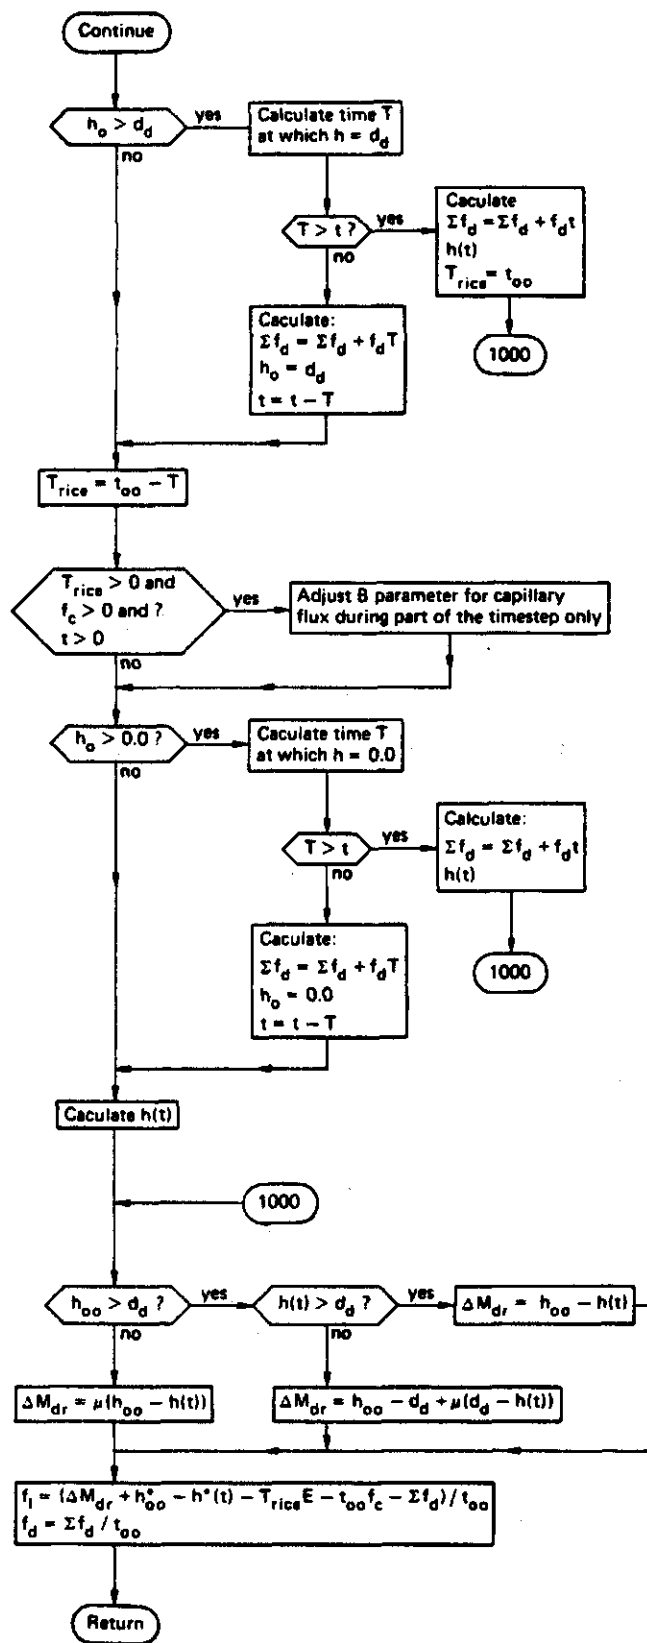 Continue
h_o > d_d
yes
no
Calculate time T
at which h = d_d
T > t ?
yes
no
Caculate
Σf_d = Σf_d + f_d t
h(t)
T_rice = t_oo
1000
Caculate:
Σf_d = Σf_d + f_d T
h_o = d_d
t = t − T
T_rice = t_oo − T
T_rice > 0 and
f_c > 0 and ?
t > 0
yes
no
Adjust B parameter for capillary
flux during part of the timestep only
h_o > 0.0 ?
yes
no
Caculate time T
at which h = 0.0
T > t
yes
no
Calculate:
Σf_d = Σf_d + f_d t
h(t)
1000
Caculate:
Σf_d = Σf_d + f_d T
h_o = 0.0
t = t − T
Caculate h(t)
1000
h_oo > d_d ?
yes
no
h(t) > d_d ?
yes
no
ΔM_dr = h_oo − h(t)
ΔM_dr = μ(h_oo − h(t))
ΔM_dr = h_oo − d_d + μ(d_d − h(t))
f_l = (ΔM_dr + h*_oo − h*(t) − T_rice E − t_oo f_c − Σf_d) / t_oo
f_d = Σf_d / t_oo
Return